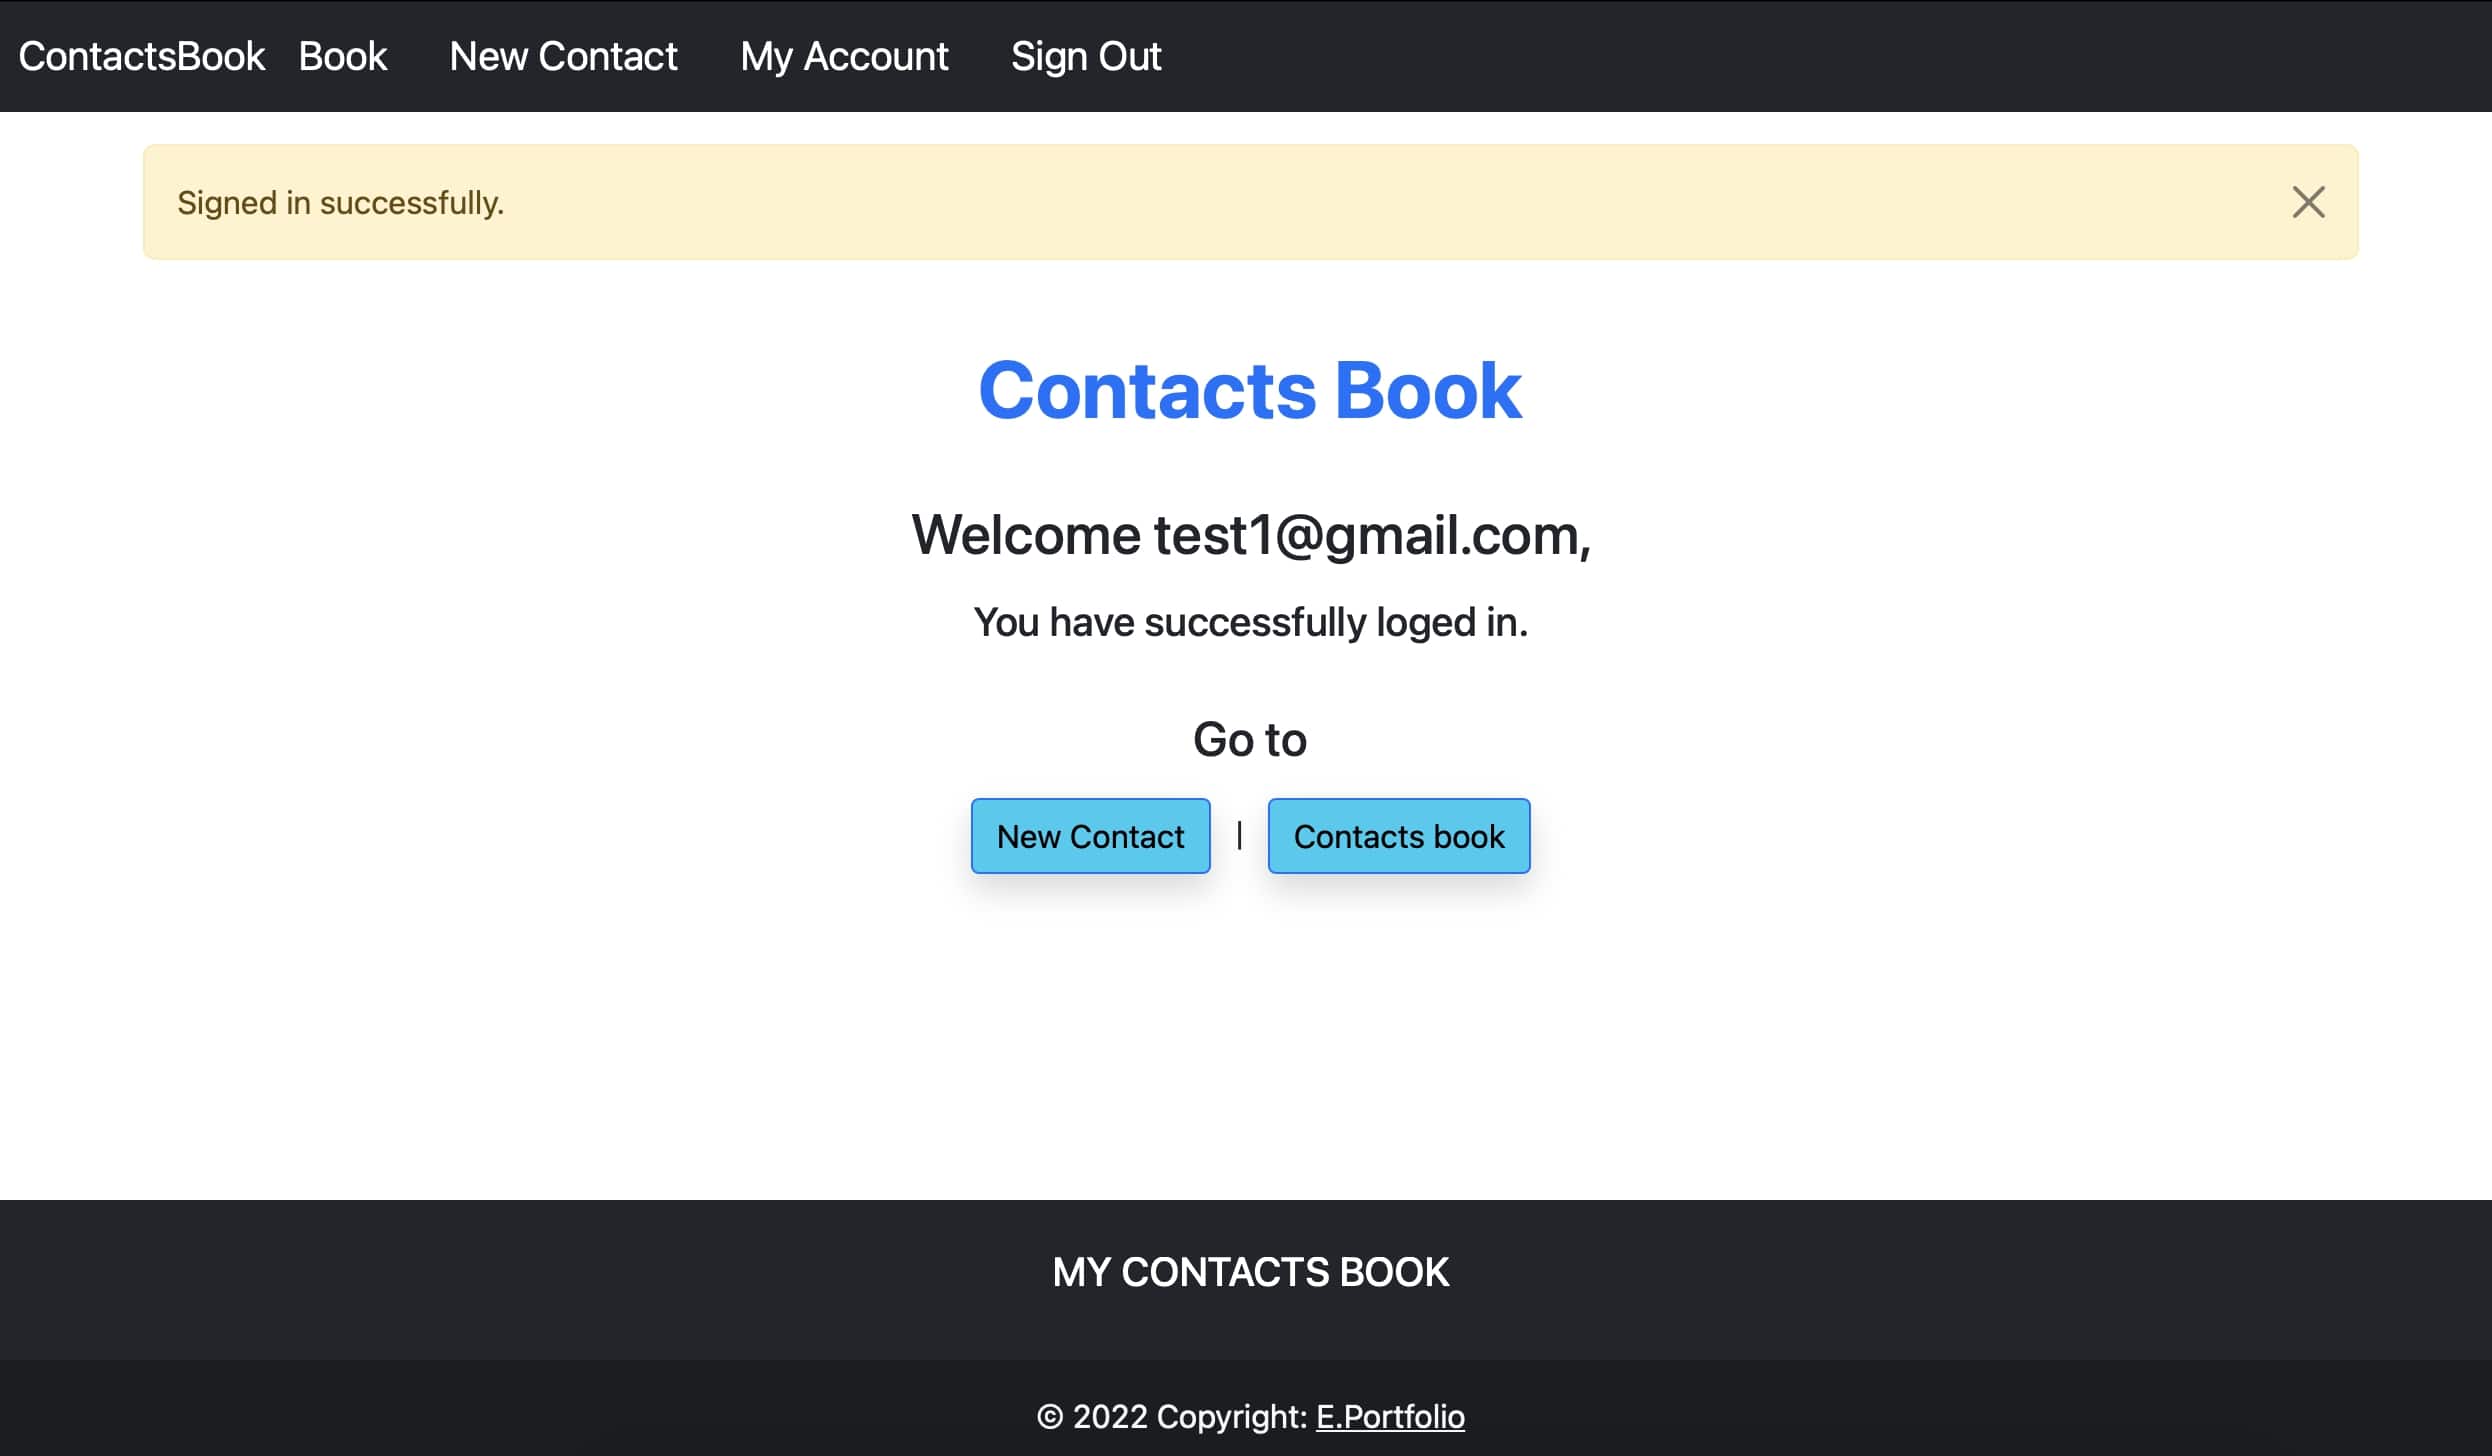 ContactsBook Book New Contact My Account Sign Out
Signed in successfully.
Contacts Book
Welcome test1@gmail.com,
You have successfully loged in.
Go to
New Contact | Contacts book
MY CONTACTS BOOK
© 2022 Copyright: E.Portfolio